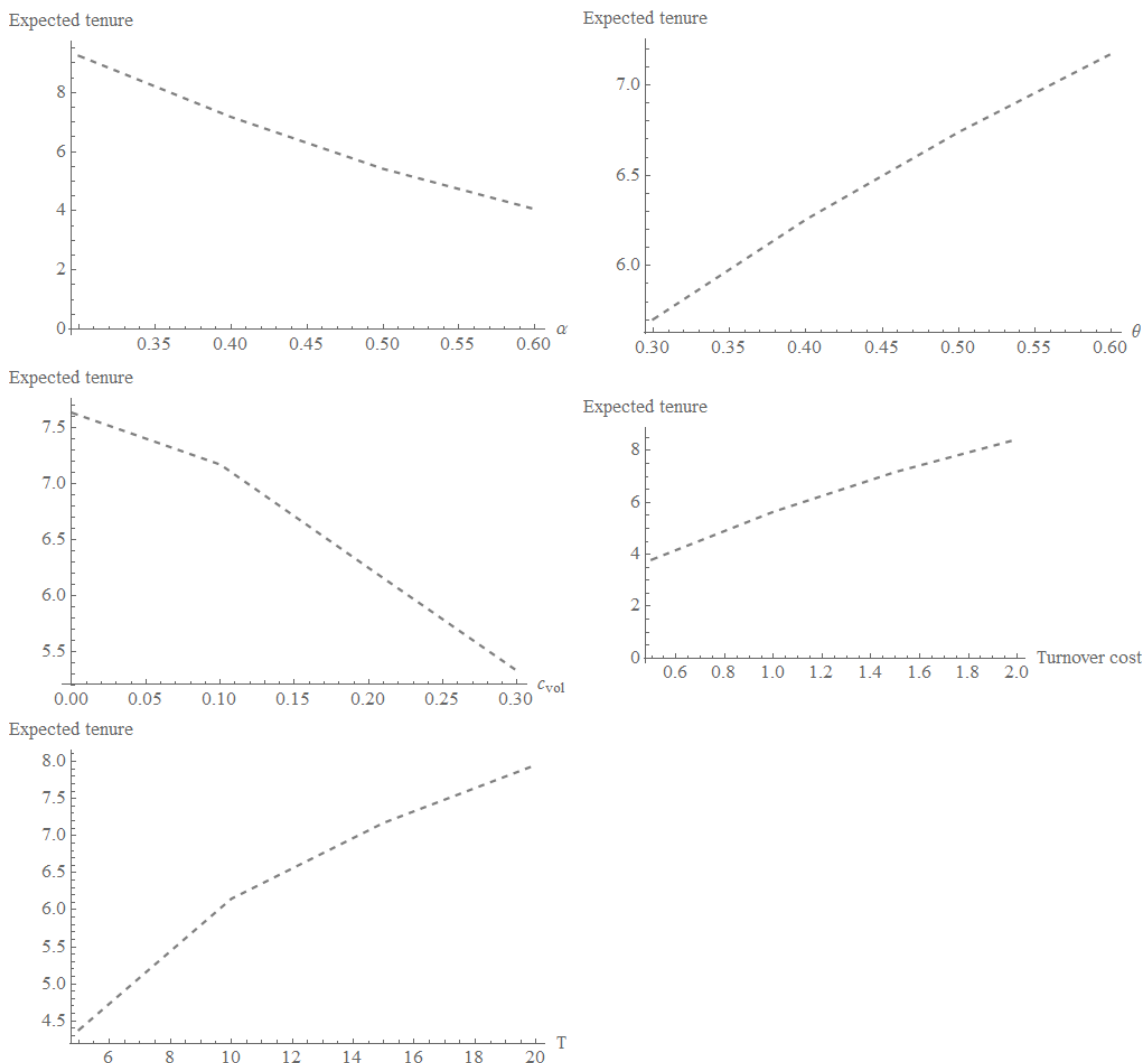 Expected tenure
8
6
4
2
0
0.35 0.40 0.45 0.50 0.55 0.60 α
Expected tenure
7.0
6.5
6.0
0.30 0.35 0.40 0.45 0.50 0.55 0.60 θ
Expected tenure
7.5
7.0
6.5
6.0
5.5
0.00 0.05 0.10 0.15 0.20 0.25 0.30 cvol
Expected tenure
8
6
4
2
0
0.6 0.8 1.0 1.2 1.4 1.6 1.8 2.0 Turnover cost
Expected tenure
8.0
7.5
7.0
6.5
6.0
5.5
5.0
4.5
6 8 10 12 14 16 18 20 T